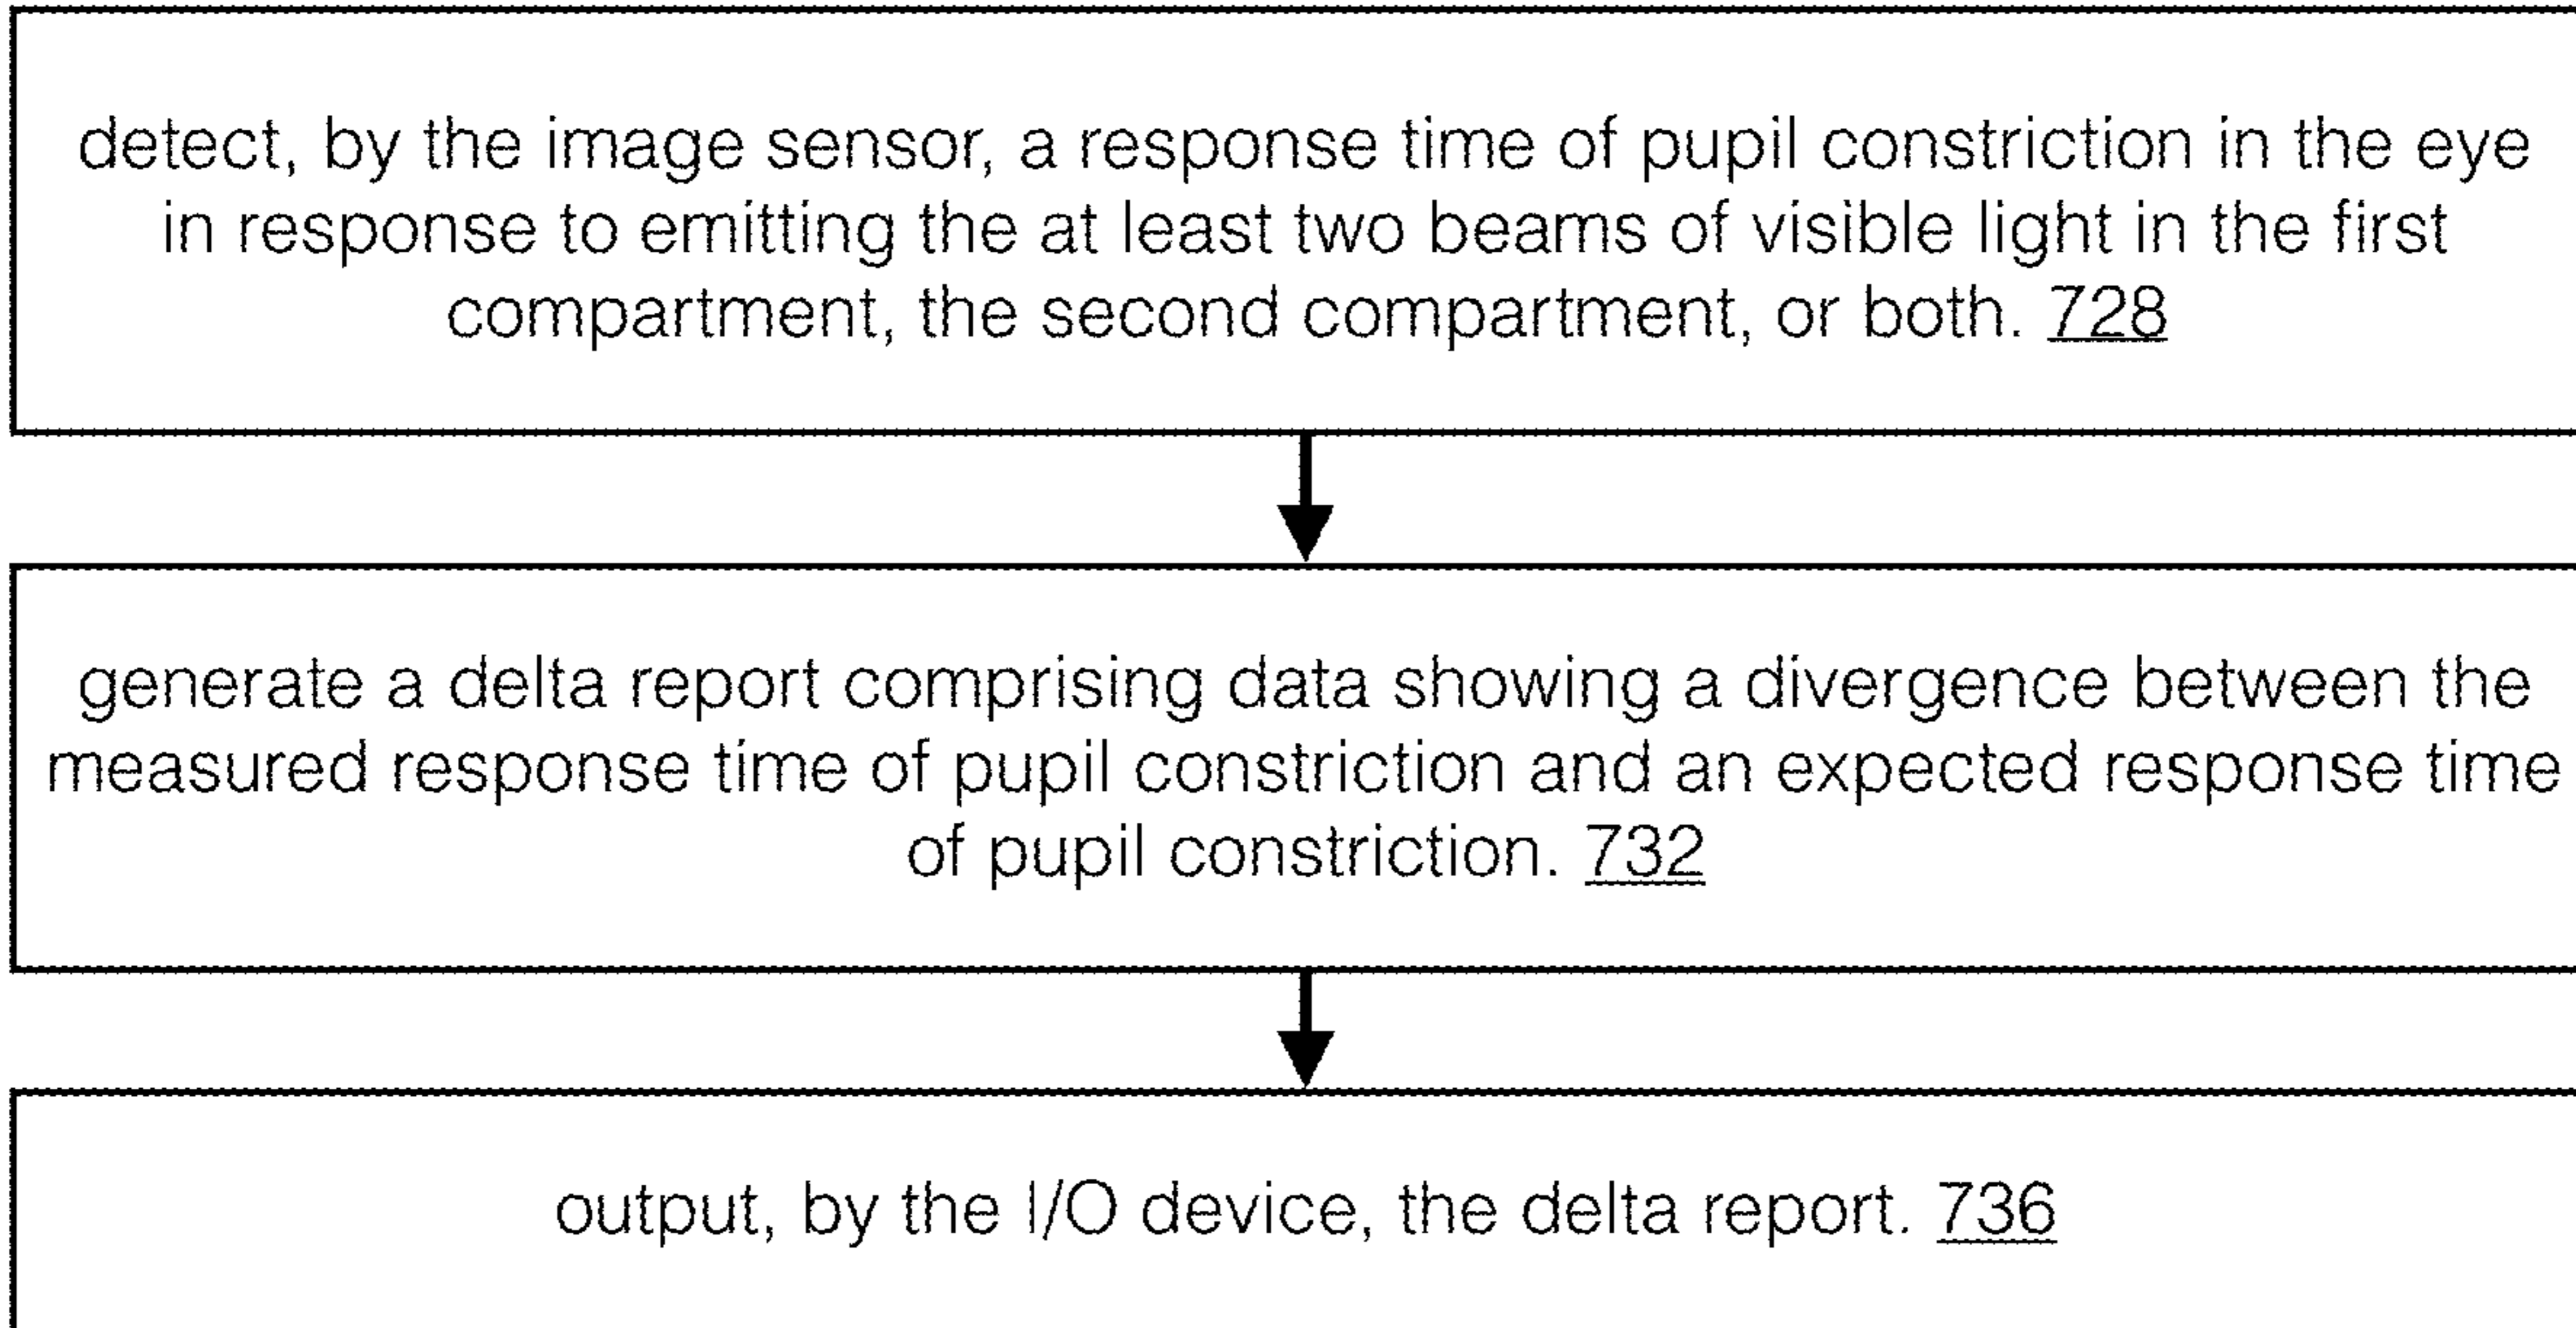 detect, by the image sensor, a response time of pupil constriction in the eye
in response to emitting the at least two beams of visible light in the first
compartment, the second compartment, or both. 728
generate a delta report comprising data showing a divergence between the
measured response time of pupil constriction and an expected response time
of pupil constriction. 732
output, by the I/O device, the delta report. 736